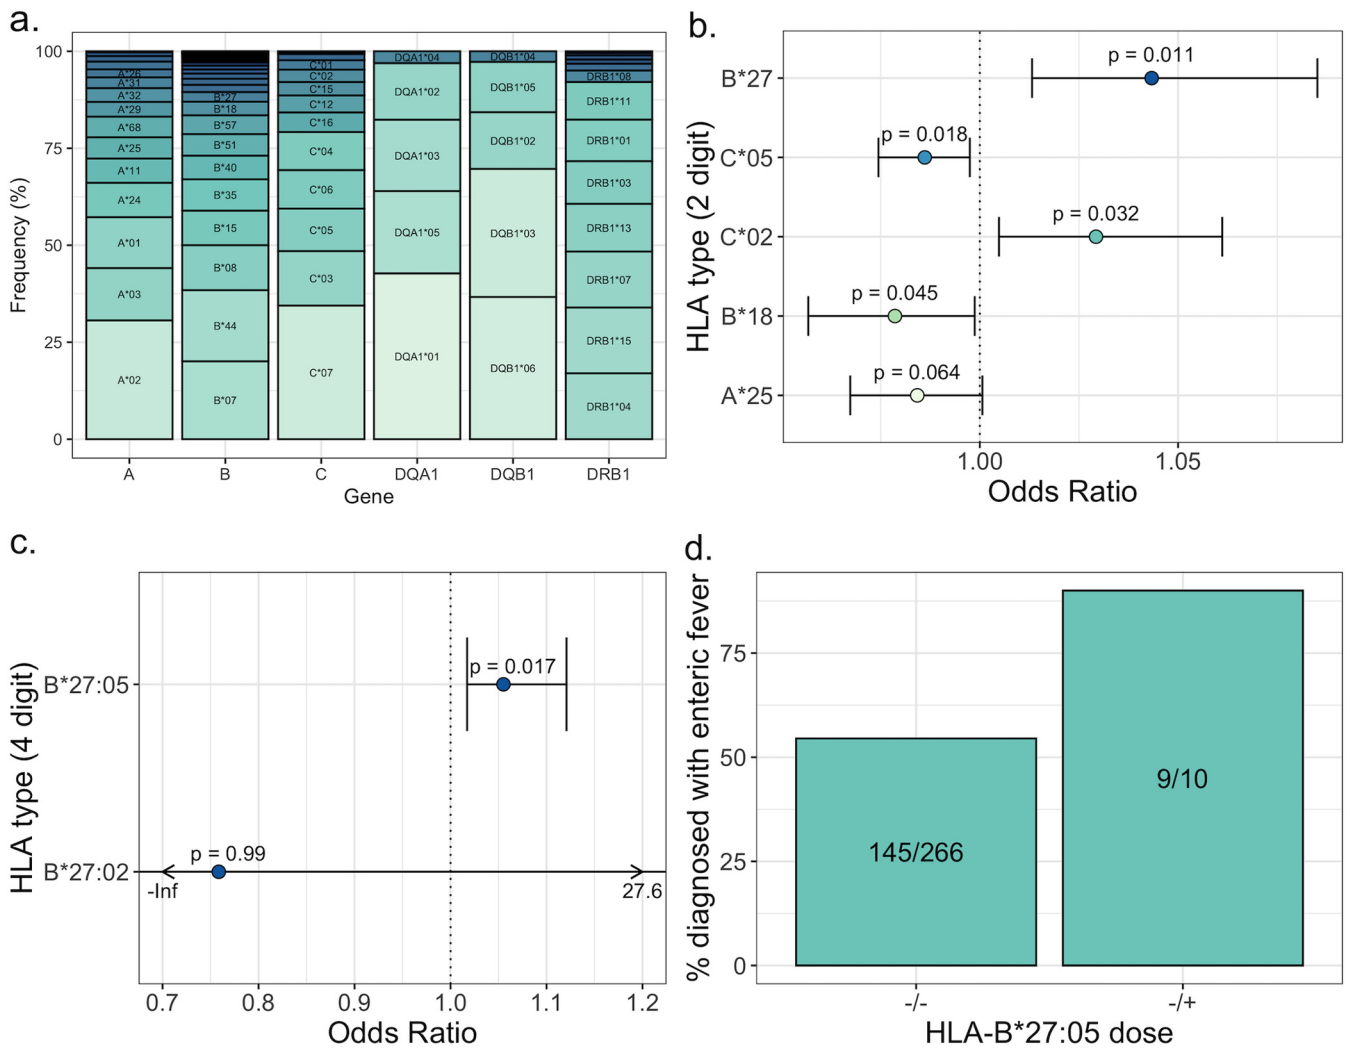 a.
Frequency (%)
100
75
50
25
0
A*26
A*31
A*32
A*29
A*68
A*25
A*11
A*24
A*01
A*03
A*02
B*27
B*18
B*57
B*51
B*40
B*35
B*15
B*08
B*44
B*07
C*01
C*02
C*15
C*12
C*16
C*04
C*06
C*05
C*03
C*07
DQA1*04
DQA1*02
DQA1*03
DQA1*05
DQA1*01
DQB1*04
DQB1*05
DQB1*02
DQB1*03
DQB1*06
DRB1*08
DRB1*11
DRB1*01
DRB1*03
DRB1*13
DRB1*07
DRB1*15
DRB1*04
A B C DQA1 DQB1 DRB1
Gene
b.
HLA type (2 digit)
B*27
p = 0.011
C*05
p = 0.018
C*02
p = 0.032
B*18
p = 0.045
A*25
p = 0.064
1.00 1.05
Odds Ratio
c.
HLA type (4 digit)
B*27:05
p = 0.017
B*27:02
p = 0.99
-Inf 27.6
0.7 0.8 0.9 1.0 1.1 1.2
Odds Ratio
d.
% diagnosed with enteric fever
75
50
25
0
145/266
9/10
-/- -/+
HLA-B*27:05 dose